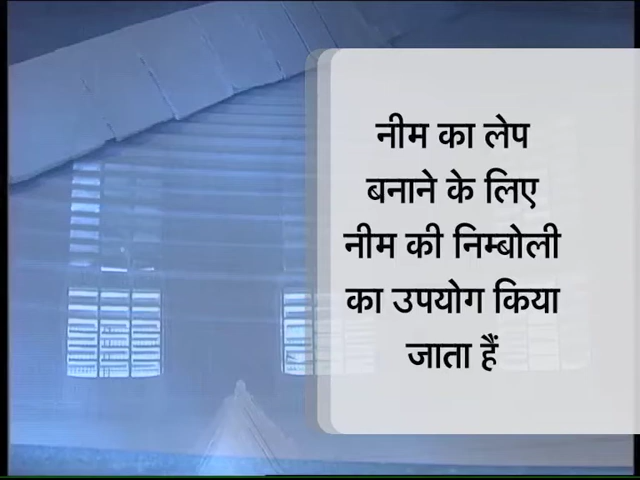 नीम का लेप
बनाने के लिए
नीम की निम्बोली
का उपयोग किया
जाता हैं